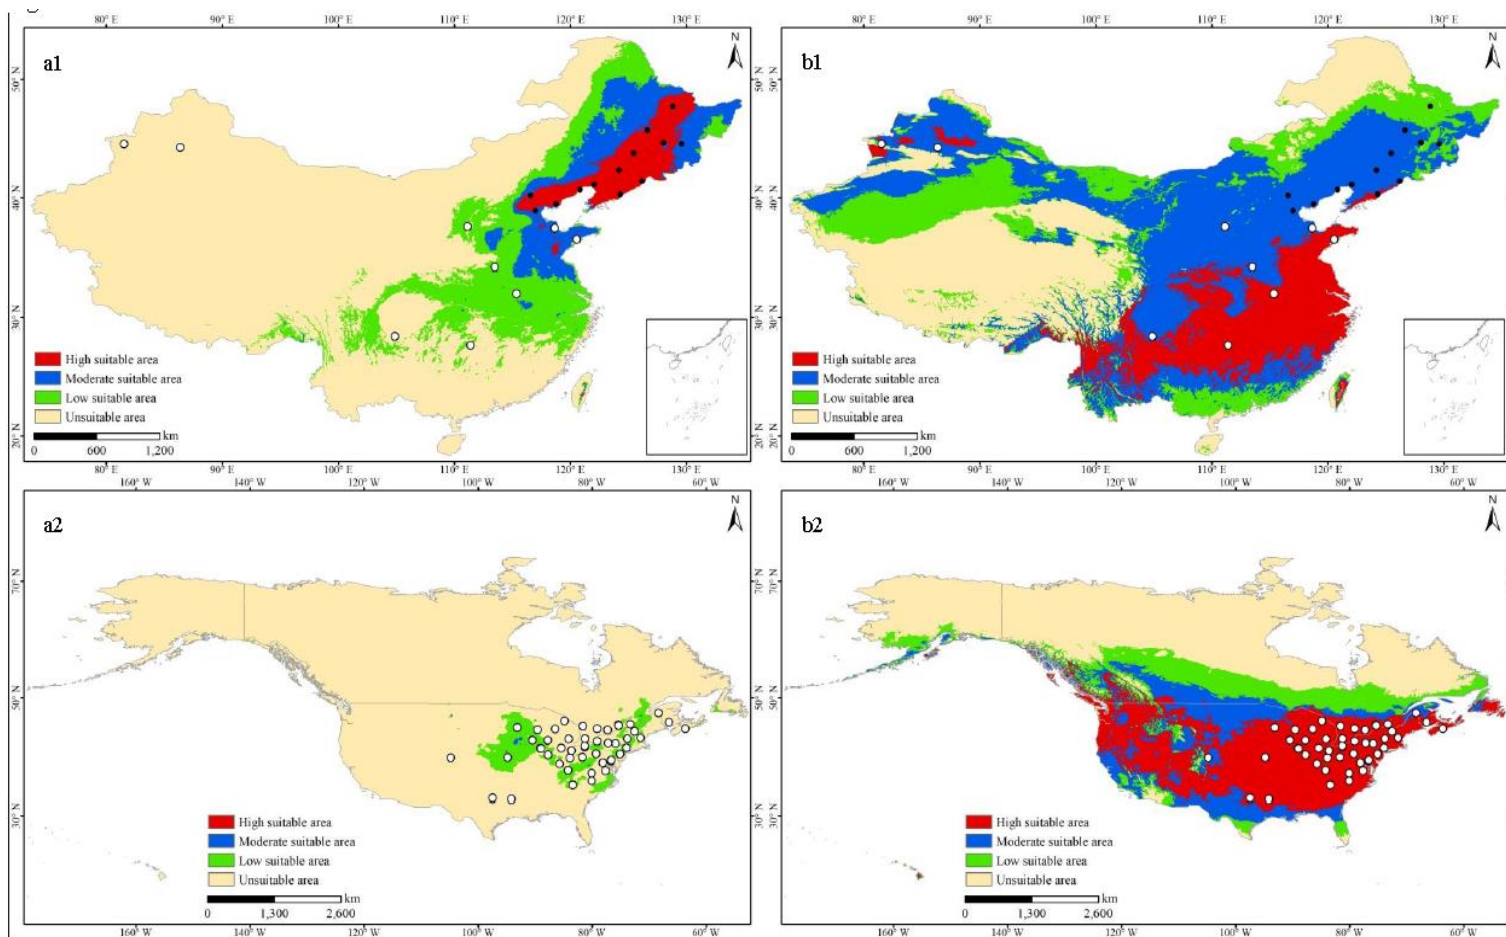 80° E 90° E 100° E 110° E 120° E 130° E 80° E 90° E 100° E 110° E 120° E 130° E
N N
a1 b1
50° N 50° N
40° N 40° N
30° N 30° N
High suitable area High suitable area
Moderate suitable area Moderate suitable area
Low suitable area Low suitable area
Unsuitable area Unsuitable area
km km
20° N 20° N
0 600 1,200 0 600 1,200
80° E 90° E 100° E 110° E 120° E 130° E 80° E 90° E 100° E 110° E 120° E 130° E
160° W 140° W 120° W 100° W 80° W 60° W 160° W 140° W 120° W 100° W 80° W 60° W
N N
a2 b2
70° N 70° N
50° N 50° N
30° N 30° N
High suitable area High suitable area
Moderate suitable area Moderate suitable area
Low suitable area Low suitable area
Unsuitable area Unsuitable area
km km
0 1,300 2,600 0 1,300 2,600
160° W 140° W 120° W 100° W 80° W 60° W 160° W 140° W 120° W 100° W 80° W 60° W